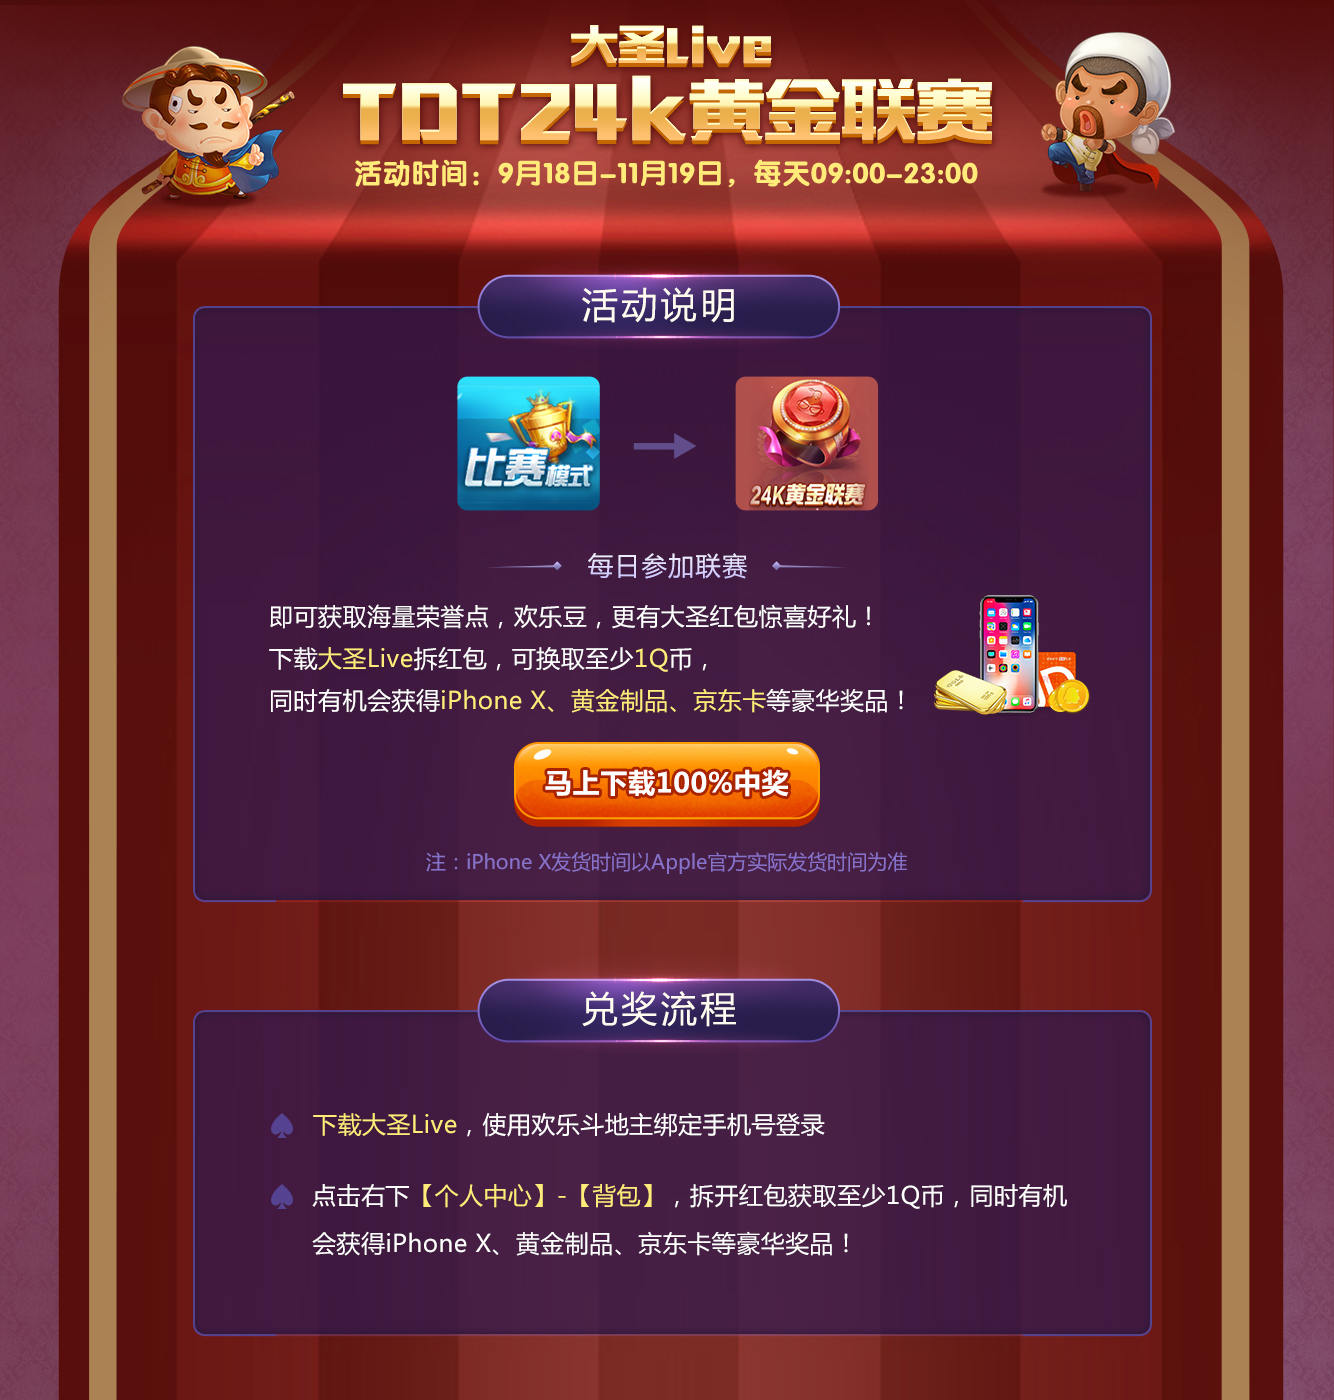 大圣Live
TDT24k黄金联赛
活动时间：9月18日-11月19日，每天09:00-23:00
活动说明
比赛模式
24K黄金联赛
每日参加联赛
即可获取海量荣誉点，欢乐豆，更有大圣红包惊喜好礼！
下载大圣Live拆红包，可换取至少1Q币，
同时有机会获得iPhone X、黄金制品、京东卡等豪华奖品！
马上下载100%中奖
注：iPhone X发货时间以Apple官方实际发货时间为准
兑奖流程
下载大圣Live，使用欢乐斗地主绑定手机号登录
点击右下【个人中心】-【背包】，拆开红包获取至少1Q币，同时有机
会获得iPhone X、黄金制品、京东卡等豪华奖品！